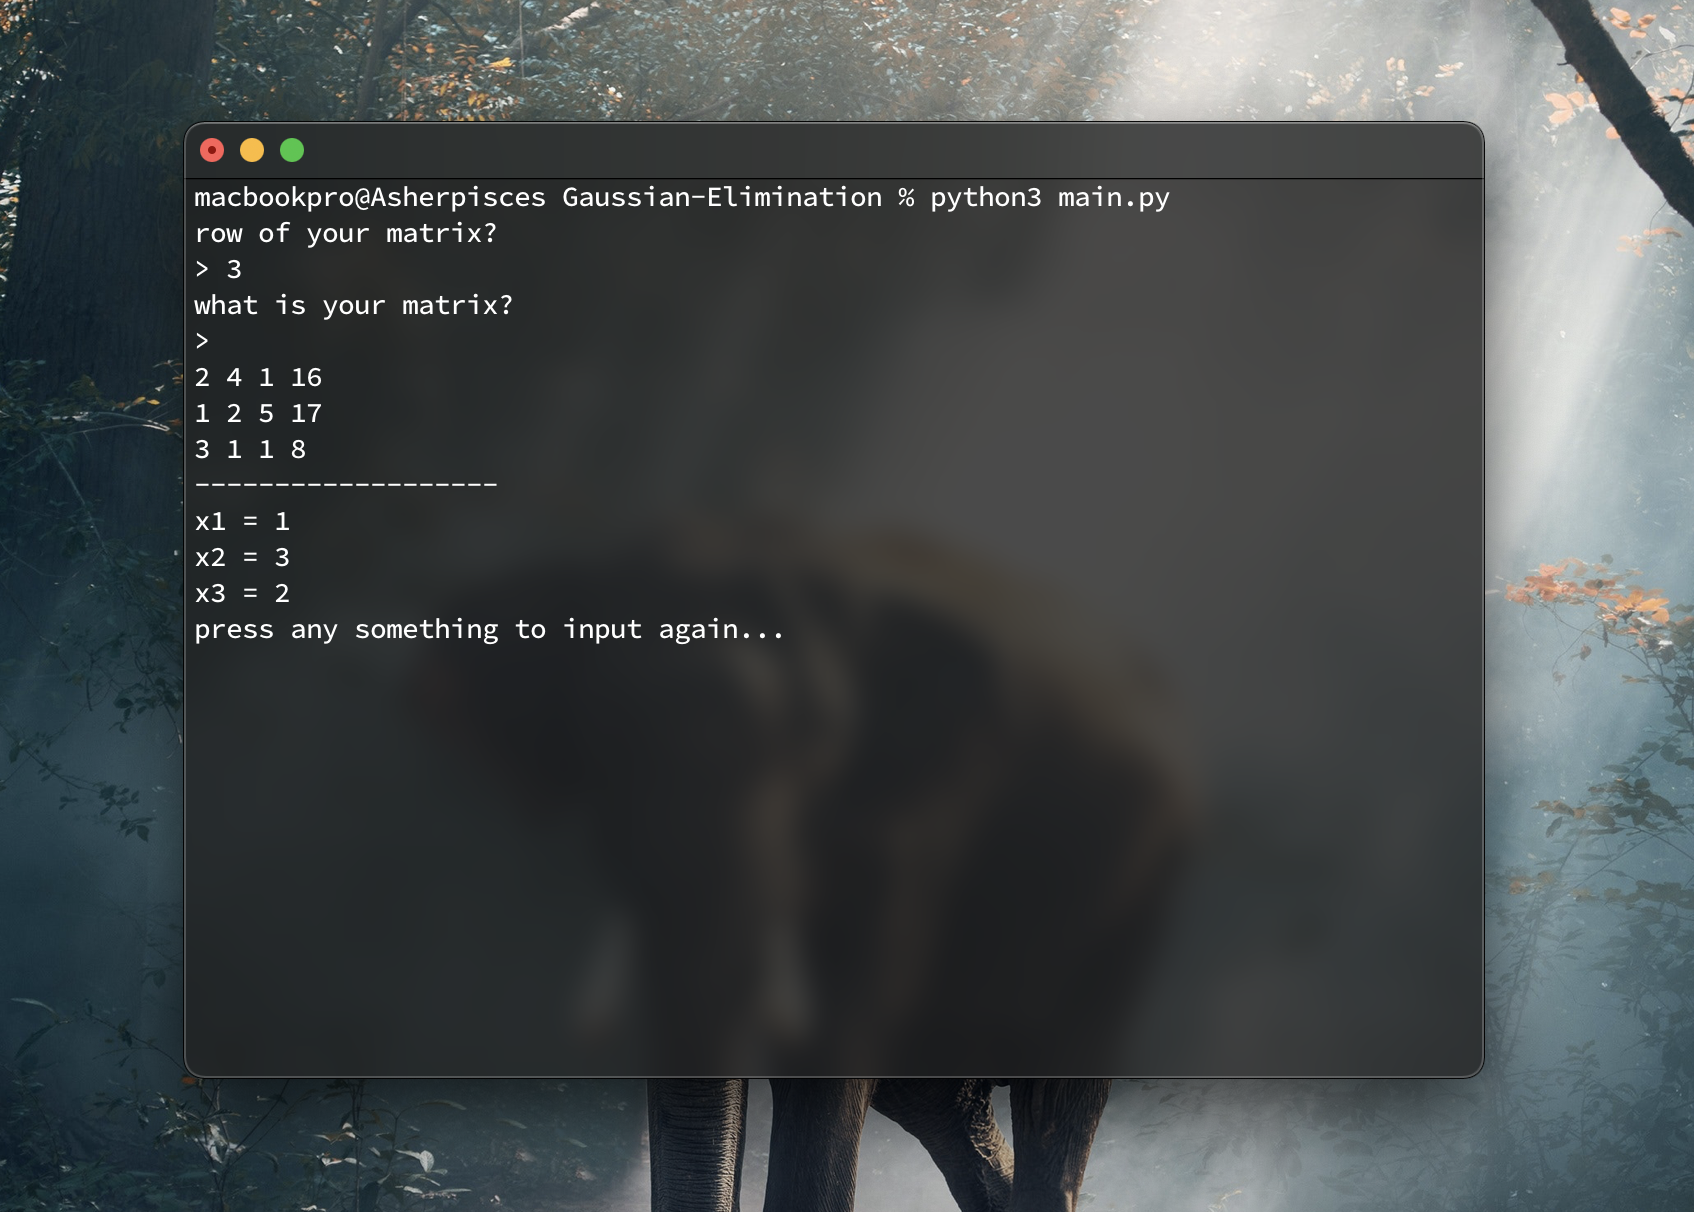 macbookpro@Asherpisces Gaussian-Elimination % python3 main.py
row of your matrix?
> 3
what is your matrix?
>
2 4 1 16
1 2 5 17
3 1 1 8
-------------------
x1 = 1
x2 = 3
x3 = 2
press any something to input again...